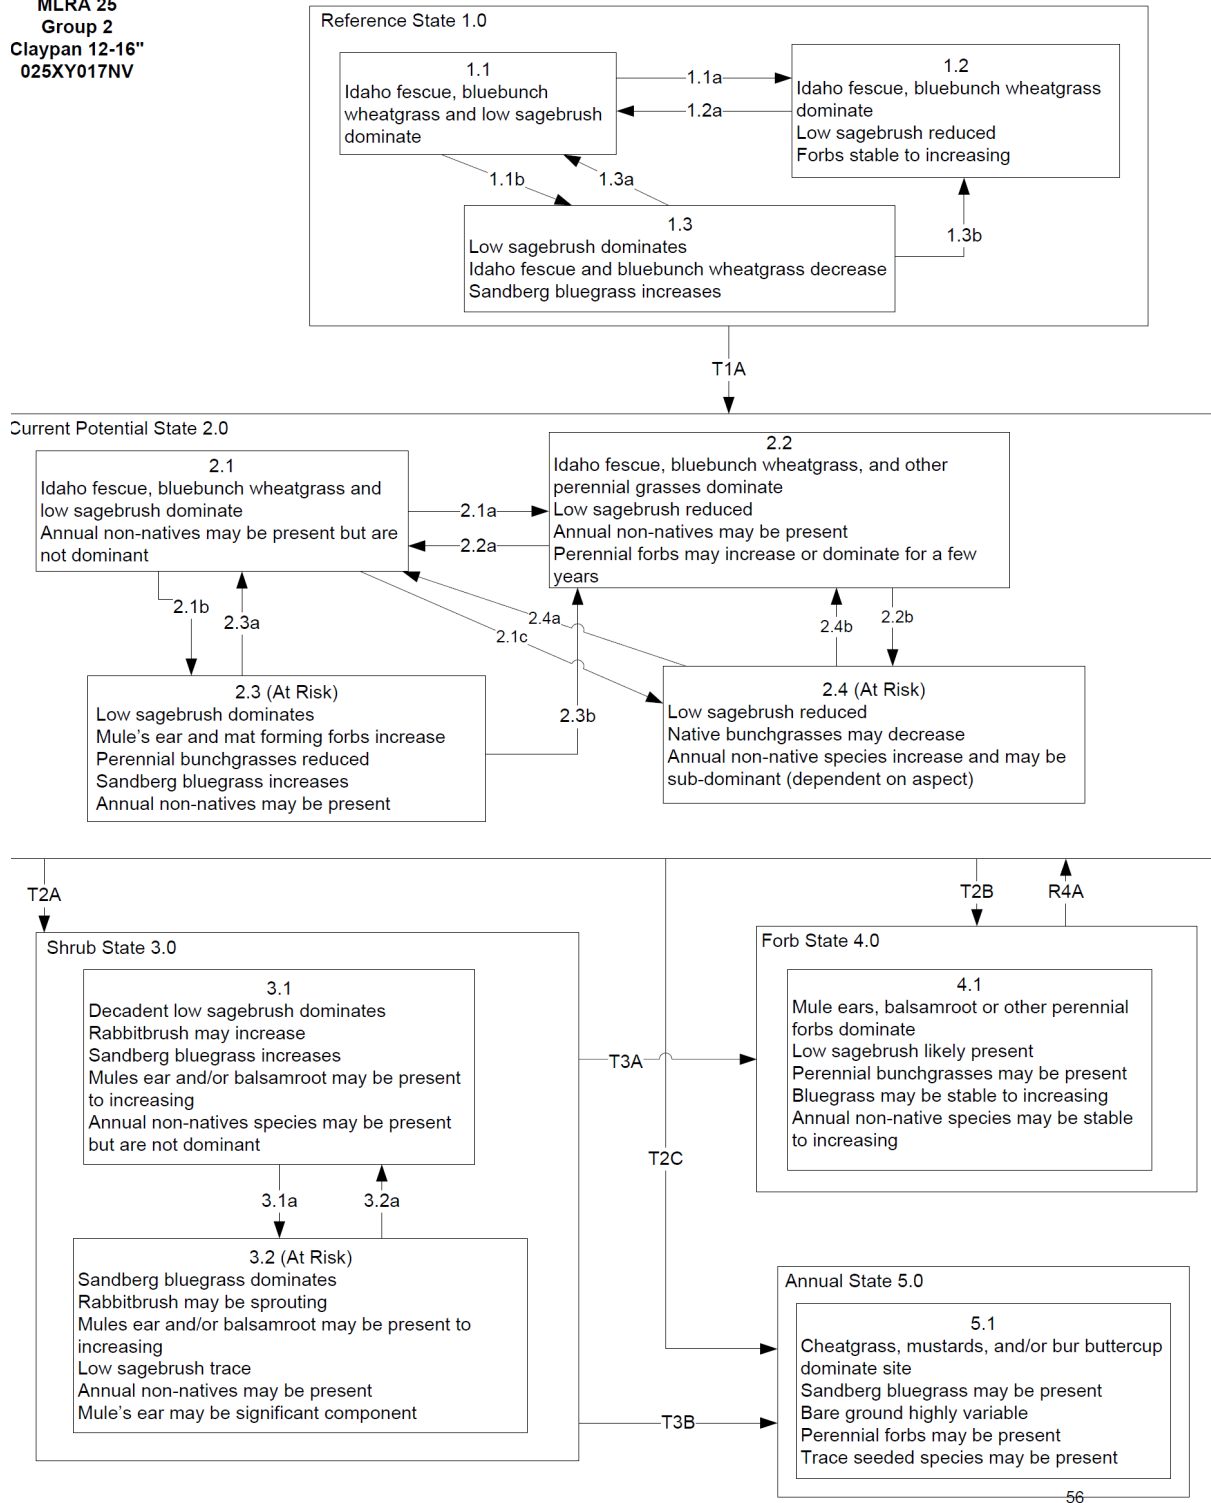 MLRA 25
Group 2
Claypan 12-16"
025XY017NV
Reference State 1.0
1.1
Idaho fescue, bluebunch
wheatgrass and low sagebrush
dominate
1.1a
1.2a
1.2
Idaho fescue, bluebunch wheatgrass
dominate
Low sagebrush reduced
Forbs stable to increasing
1.1b
1.3a
1.3
Low sagebrush dominates
Idaho fescue and bluebunch wheatgrass decrease
Sandberg bluegrass increases
1.3b
T1A
Current Potential State 2.0
2.1
Idaho fescue, bluebunch wheatgrass and
low sagebrush dominate
Annual non-natives may be present but are
not dominant
2.1a
2.2a
2.2
Idaho fescue, bluebunch wheatgrass, and other
perennial grasses dominate
Low sagebrush reduced
Annual non-natives may be present
Perennial forbs may increase or dominate for a few
years
2.1b
2.3a
2.4a
2.1c
2.4b
2.2b
2.3 (At Risk)
Low sagebrush dominates
Mule's ear and mat forming forbs increase
Perennial bunchgrasses reduced
Sandberg bluegrass increases
Annual non-natives may be present
2.3b
2.4 (At Risk)
Low sagebrush reduced
Native bunchgrasses may decrease
Annual non-native species increase and may be
sub-dominant (dependent on aspect)
T2A
T2B
R4A
Shrub State 3.0
3.1
Decadent low sagebrush dominates
Rabbitbrush may increase
Sandberg bluegrass increases
Mules ear and/or balsamroot may be present
to increasing
Annual non-natives species may be present
but are not dominant
3.1a
3.2a
3.2 (At Risk)
Sandberg bluegrass dominates
Rabbitbrush may be sprouting
Mules ear and/or balsamroot may be present to
increasing
Low sagebrush trace
Annual non-natives may be present
Mule's ear may be significant component
T3A
T2C
T3B
Forb State 4.0
4.1
Mule ears, balsamroot or other perennial
forbs dominate
Low sagebrush likely present
Perennial bunchgrasses may be present
Bluegrass may be stable to increasing
Annual non-native species may be stable
to increasing
Annual State 5.0
5.1
Cheatgrass, mustards, and/or bur buttercup
dominate site
Sandberg bluegrass may be present
Bare ground highly variable
Perennial forbs may be present
Trace seeded species may be present
56